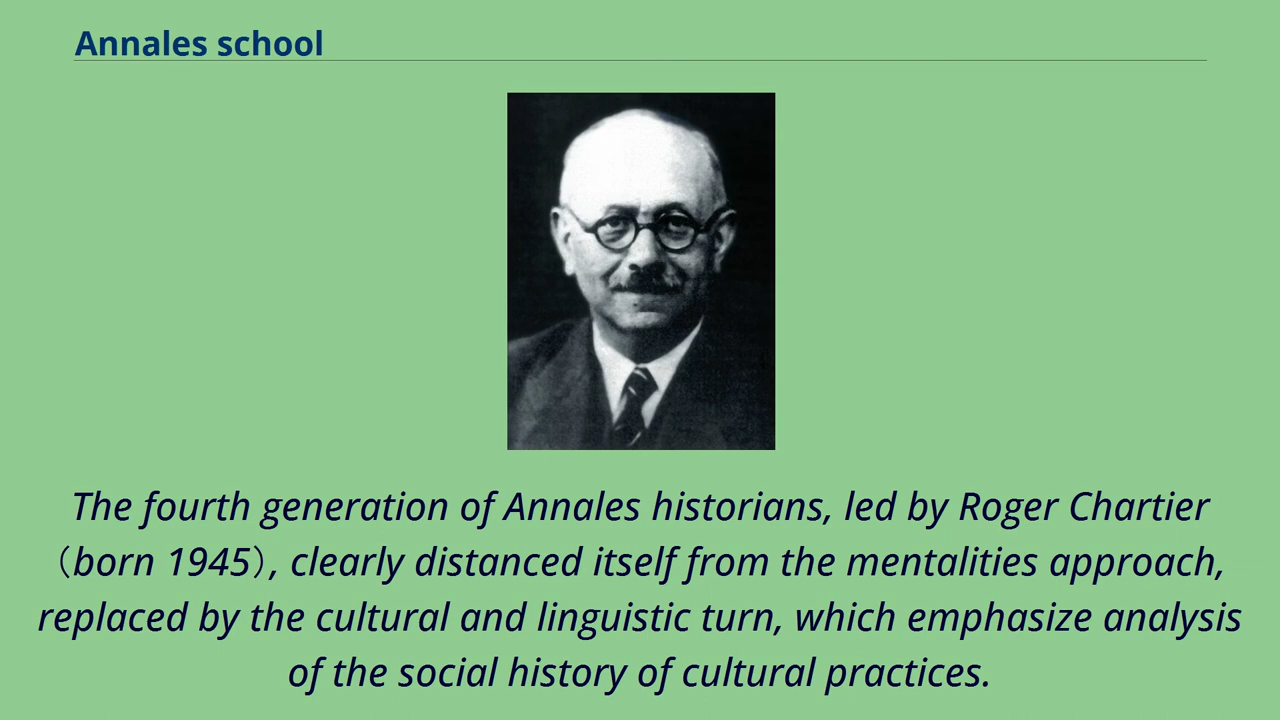 Annales school
The fourth generation of Annales historians, led by Roger Chartier
（born 1945）, clearly distanced itself from the mentalities approach,
replaced by the cultural and linguistic turn, which emphasize analysis
of the social history of cultural practices.